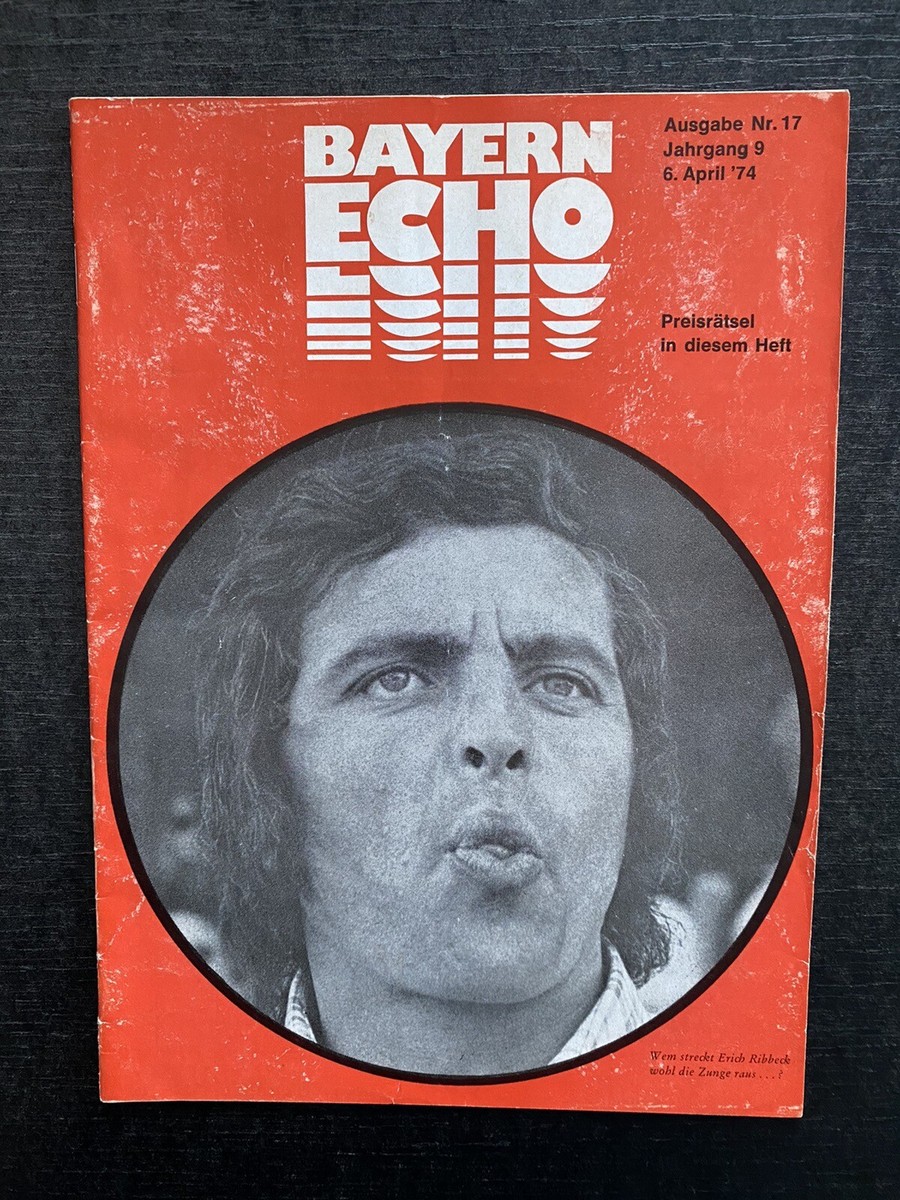 BAYERN
ECHO
Ausgabe Nr. 17
Jahrgang 9
6. April '74
Preisrätsel
in diesem Heft
Wem streckt Erich Ribbeck
wohl die Zunge raus . . . ?